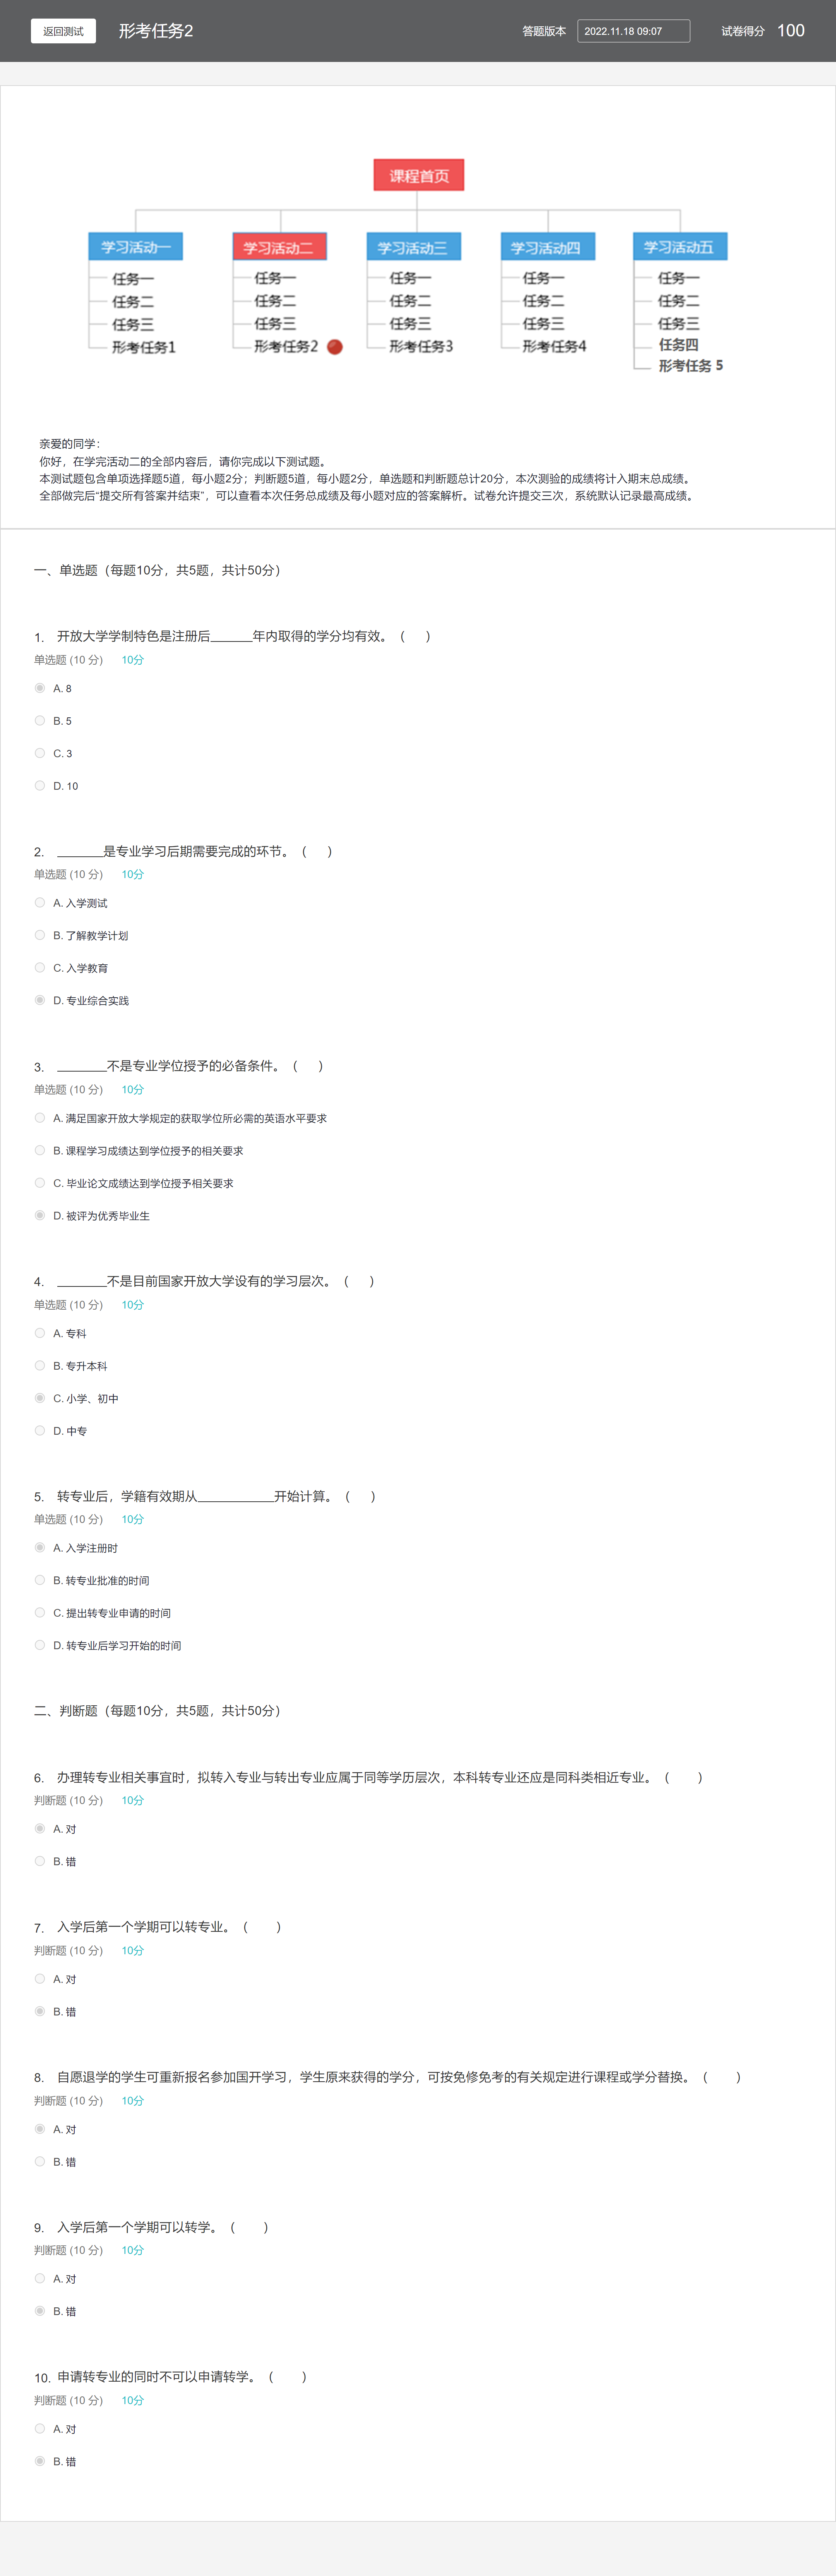 返回测试 形考任务2 答题版本 2022.11.18 09:07 试卷得分 100
课程首页
学习活动一 学习活动二 学习活动三 学习活动四 学习活动五
任务一 任务一 任务一 任务一 任务一
任务二 任务二 任务二 任务二 任务二
任务三 任务三 任务三 任务三 任务三
形考任务1 形考任务2 形考任务3 形考任务4 任务四
形考任务 5
亲爱的同学：
你好，在学完活动二的全部内容后，请你完成以下测试题。
本测试题包含单项选择题5道，每小题2分；判断题5道，每小题2分，单选题和判断题总计20分，本次测验的成绩将计入期末总成绩。
全部做完后“提交所有答案并结束”，可以查看本次任务总成绩及每小题对应的答案解析。试卷允许提交三次，系统默认记录最高成绩。
一、单选题（每题10分，共5题，共计50分）
1. 开放大学学制特色是注册后______年内取得的学分均有效。（ ）
单选题 (10 分) 10分
A. 8
B. 5
C. 3
D. 10
2. _______是专业学习后期需要完成的环节。（ ）
单选题 (10 分) 10分
A. 入学测试
B. 了解教学计划
C. 入学教育
D. 专业综合实践
3. _______不是专业学位授予的必备条件。（ ）
单选题 (10 分) 10分
A. 满足国家开放大学规定的获取学位所必需的英语水平要求
B. 课程学习成绩达到学位授予的相关要求
C. 毕业论文成绩达到学位授予相关要求
D. 被评为优秀毕业生
4. _______不是目前国家开放大学设有的学习层次。（ ）
单选题 (10 分) 10分
A. 专科
B. 专升本科
C. 小学、初中
D. 中专
5. 转专业后，学籍有效期从___________开始计算。（ ）
单选题 (10 分) 10分
A. 入学注册时
B. 转专业批准的时间
C. 提出转专业申请的时间
D. 转专业后学习开始的时间
二、判断题（每题10分，共5题，共计50分）
6. 办理转专业相关事宜时，拟转入专业与转出专业应属于同等学历层次，本科转专业还应是同科类相近专业。（ ）
判断题 (10 分) 10分
A. 对
B. 错
7. 入学后第一个学期可以转专业。（ ）
判断题 (10 分) 10分
A. 对
B. 错
8. 自愿退学的学生可重新报名参加国开学习，学生原来获得的学分，可按免修免考的有关规定进行课程或学分替换。（ ）
判断题 (10 分) 10分
A. 对
B. 错
9. 入学后第一个学期可以转学。（ ）
判断题 (10 分) 10分
A. 对
B. 错
10. 申请转专业的同时不可以申请转学。（ ）
判断题 (10 分) 10分
A. 对
B. 错